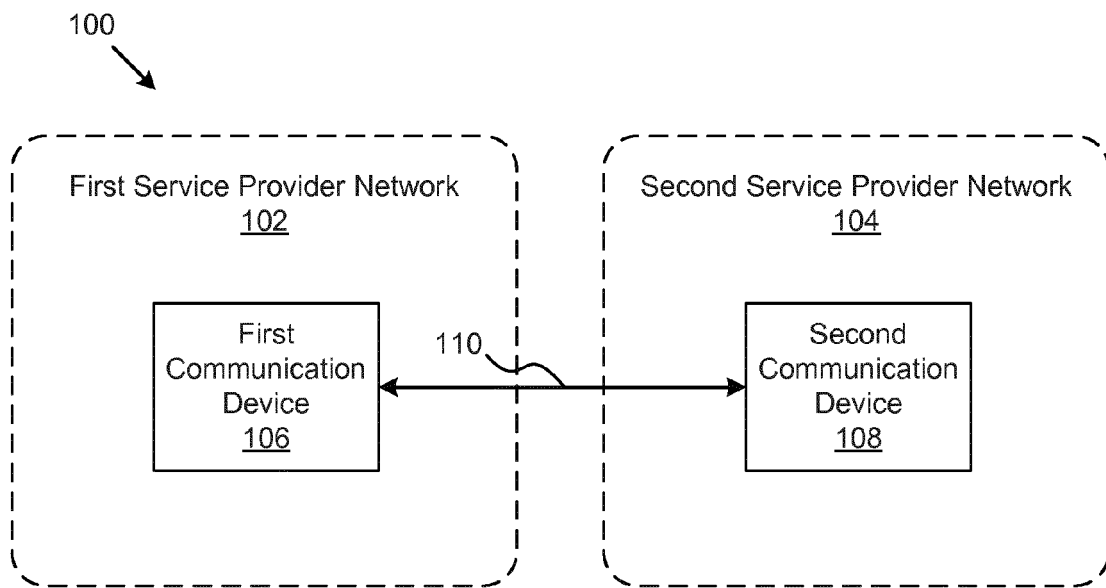 100
First Service Provider Network
102
Second Service Provider Network
104
First
Communication
Device
106
110
Second
Communication
Device
108